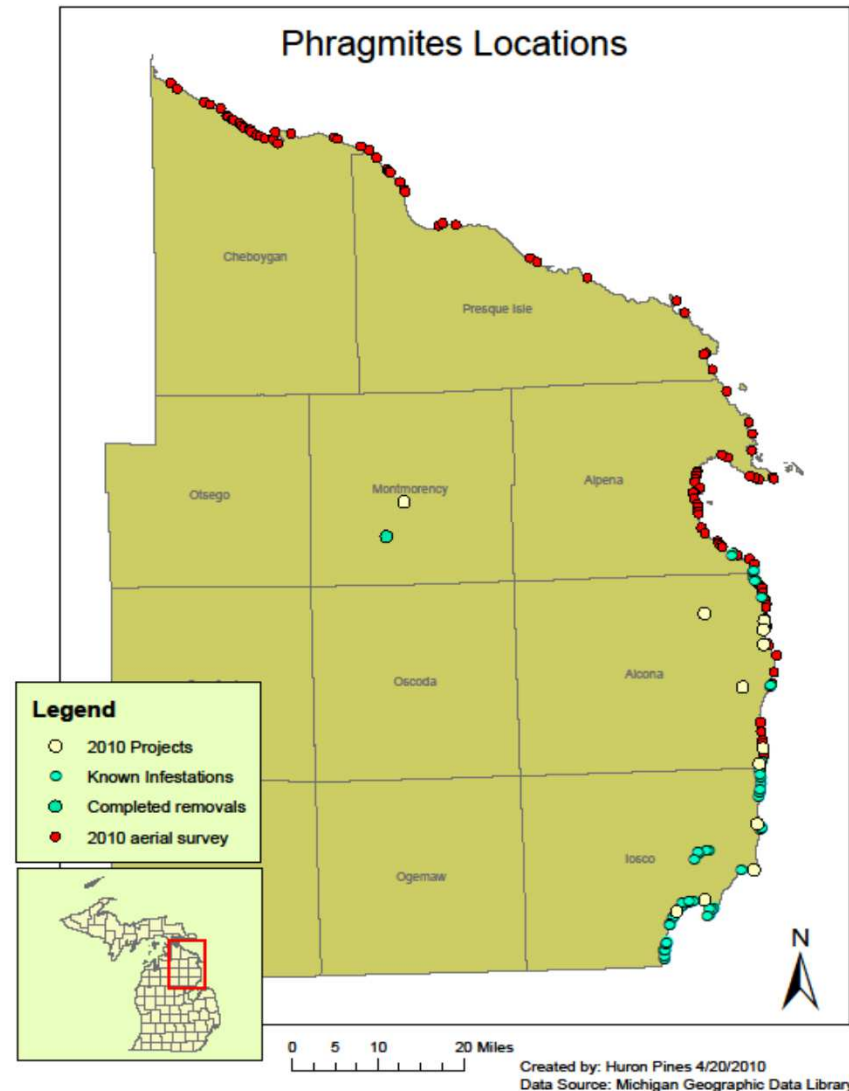 Phragmites Locations
Cheboygan
Presque Isle
Otsego
Montmorency
Alpena
Oscoda
Alcona
Ogemaw
Iosco
Legend
2010 Projects
Known Infestations
Completed removals
2010 aerial survey
N
0 5 10 20 Miles
Created by: Huron Pines 4/20/2010
Data Source: Michigan Geographic Data Library